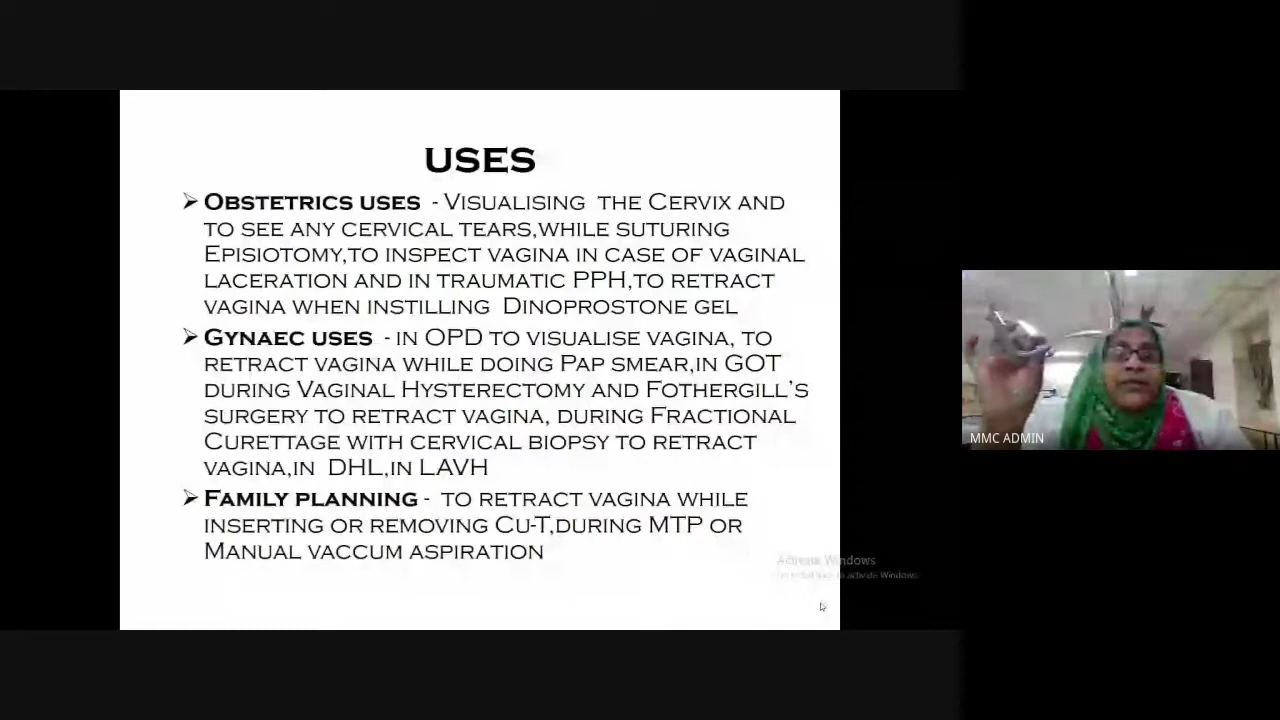 USES
➢ OBSTETRICS USES - VISUALISING THE CERVIX AND
TO SEE ANY CERVICAL TEARS,WHILE SUTURING
EPISIOTOMY,TO INSPECT VAGINA IN CASE OF VAGINAL
LACERATION AND IN TRAUMATIC PPH,TO RETRACT
VAGINA WHEN INSTILLING DINOPROSTONE GEL
➢ GYNAEC USES - IN OPD TO VISUALISE VAGINA, TO
RETRACT VAGINA WHILE DOING PAP SMEAR,IN GOT
DURING VAGINAL HYSTERECTOMY AND FOTHERGILL'S
SURGERY TO RETRACT VAGINA, DURING FRACTIONAL
CURETTAGE WITH CERVICAL BIOPSY TO RETRACT
VAGINA,IN DHL,IN LAVH
➢ FAMILY PLANNING - TO RETRACT VAGINA WHILE
INSERTING OR REMOVING CU-T,DURING MTP OR
MANUAL VACCUM ASPIRATION
Activate Windows
to activate Windows.
MMC ADMIN